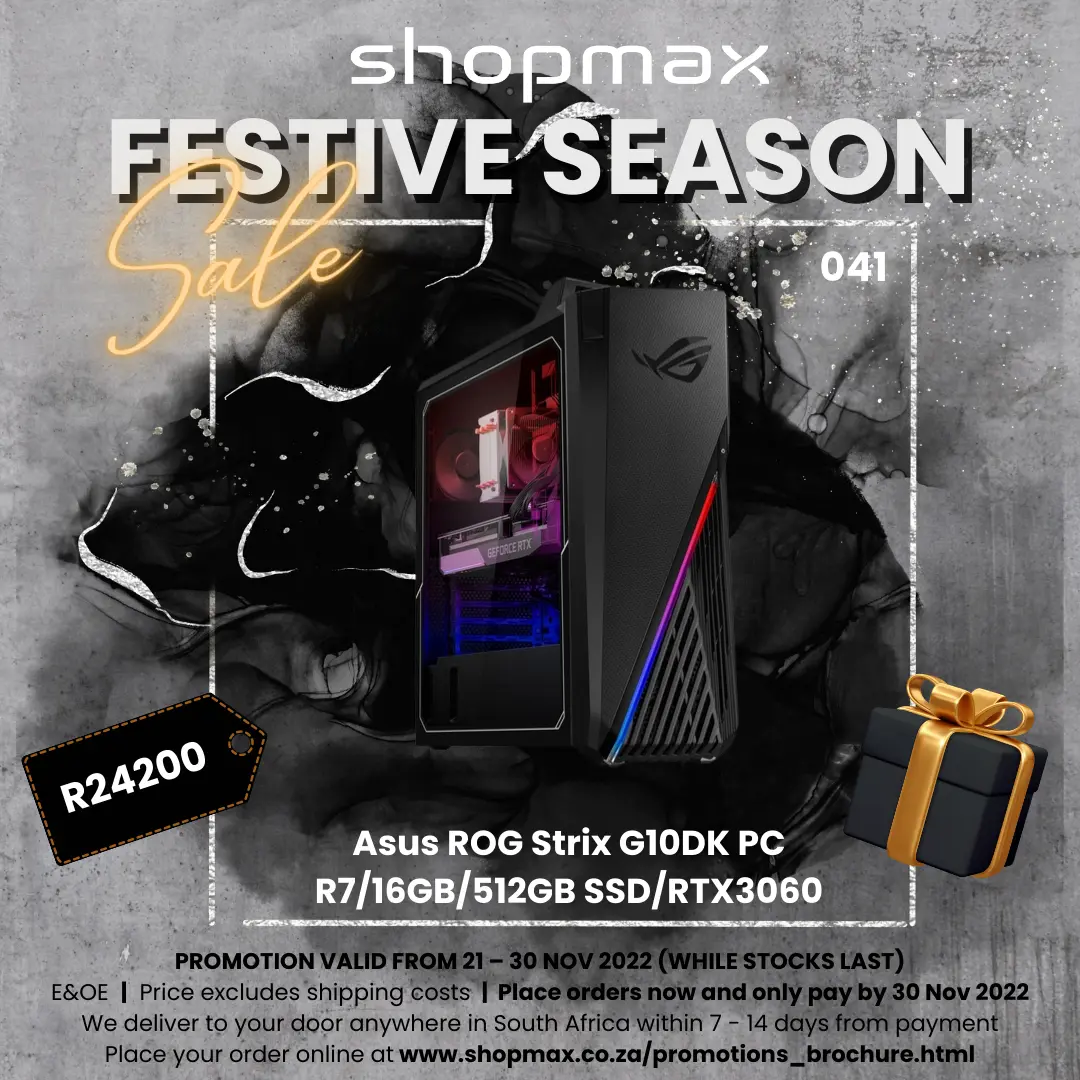 shopmax
FESTIVE SEASON
Sale
041
GEFORCE RTX
R24200
Asus ROG Strix G10DK PC
R7/16GB/512GB SSD/RTX3060
PROMOTION VALID FROM 21 – 30 NOV 2022 (WHILE STOCKS LAST)
E&OE | Price excludes shipping costs | Place orders now and only pay by 30 Nov 2022
We deliver to your door anywhere in South Africa within 7 - 14 days from payment
Place your order online at www.shopmax.co.za/promotions_brochure.html